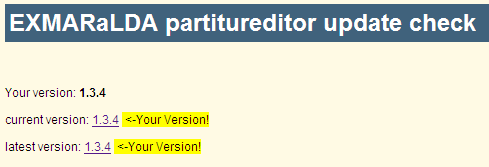 EXMARaLDA partitureditor update check
Your version: 1.3.4
current version: 1.3.4 <-Your Version!
latest version: 1.3.4 <-Your Version!